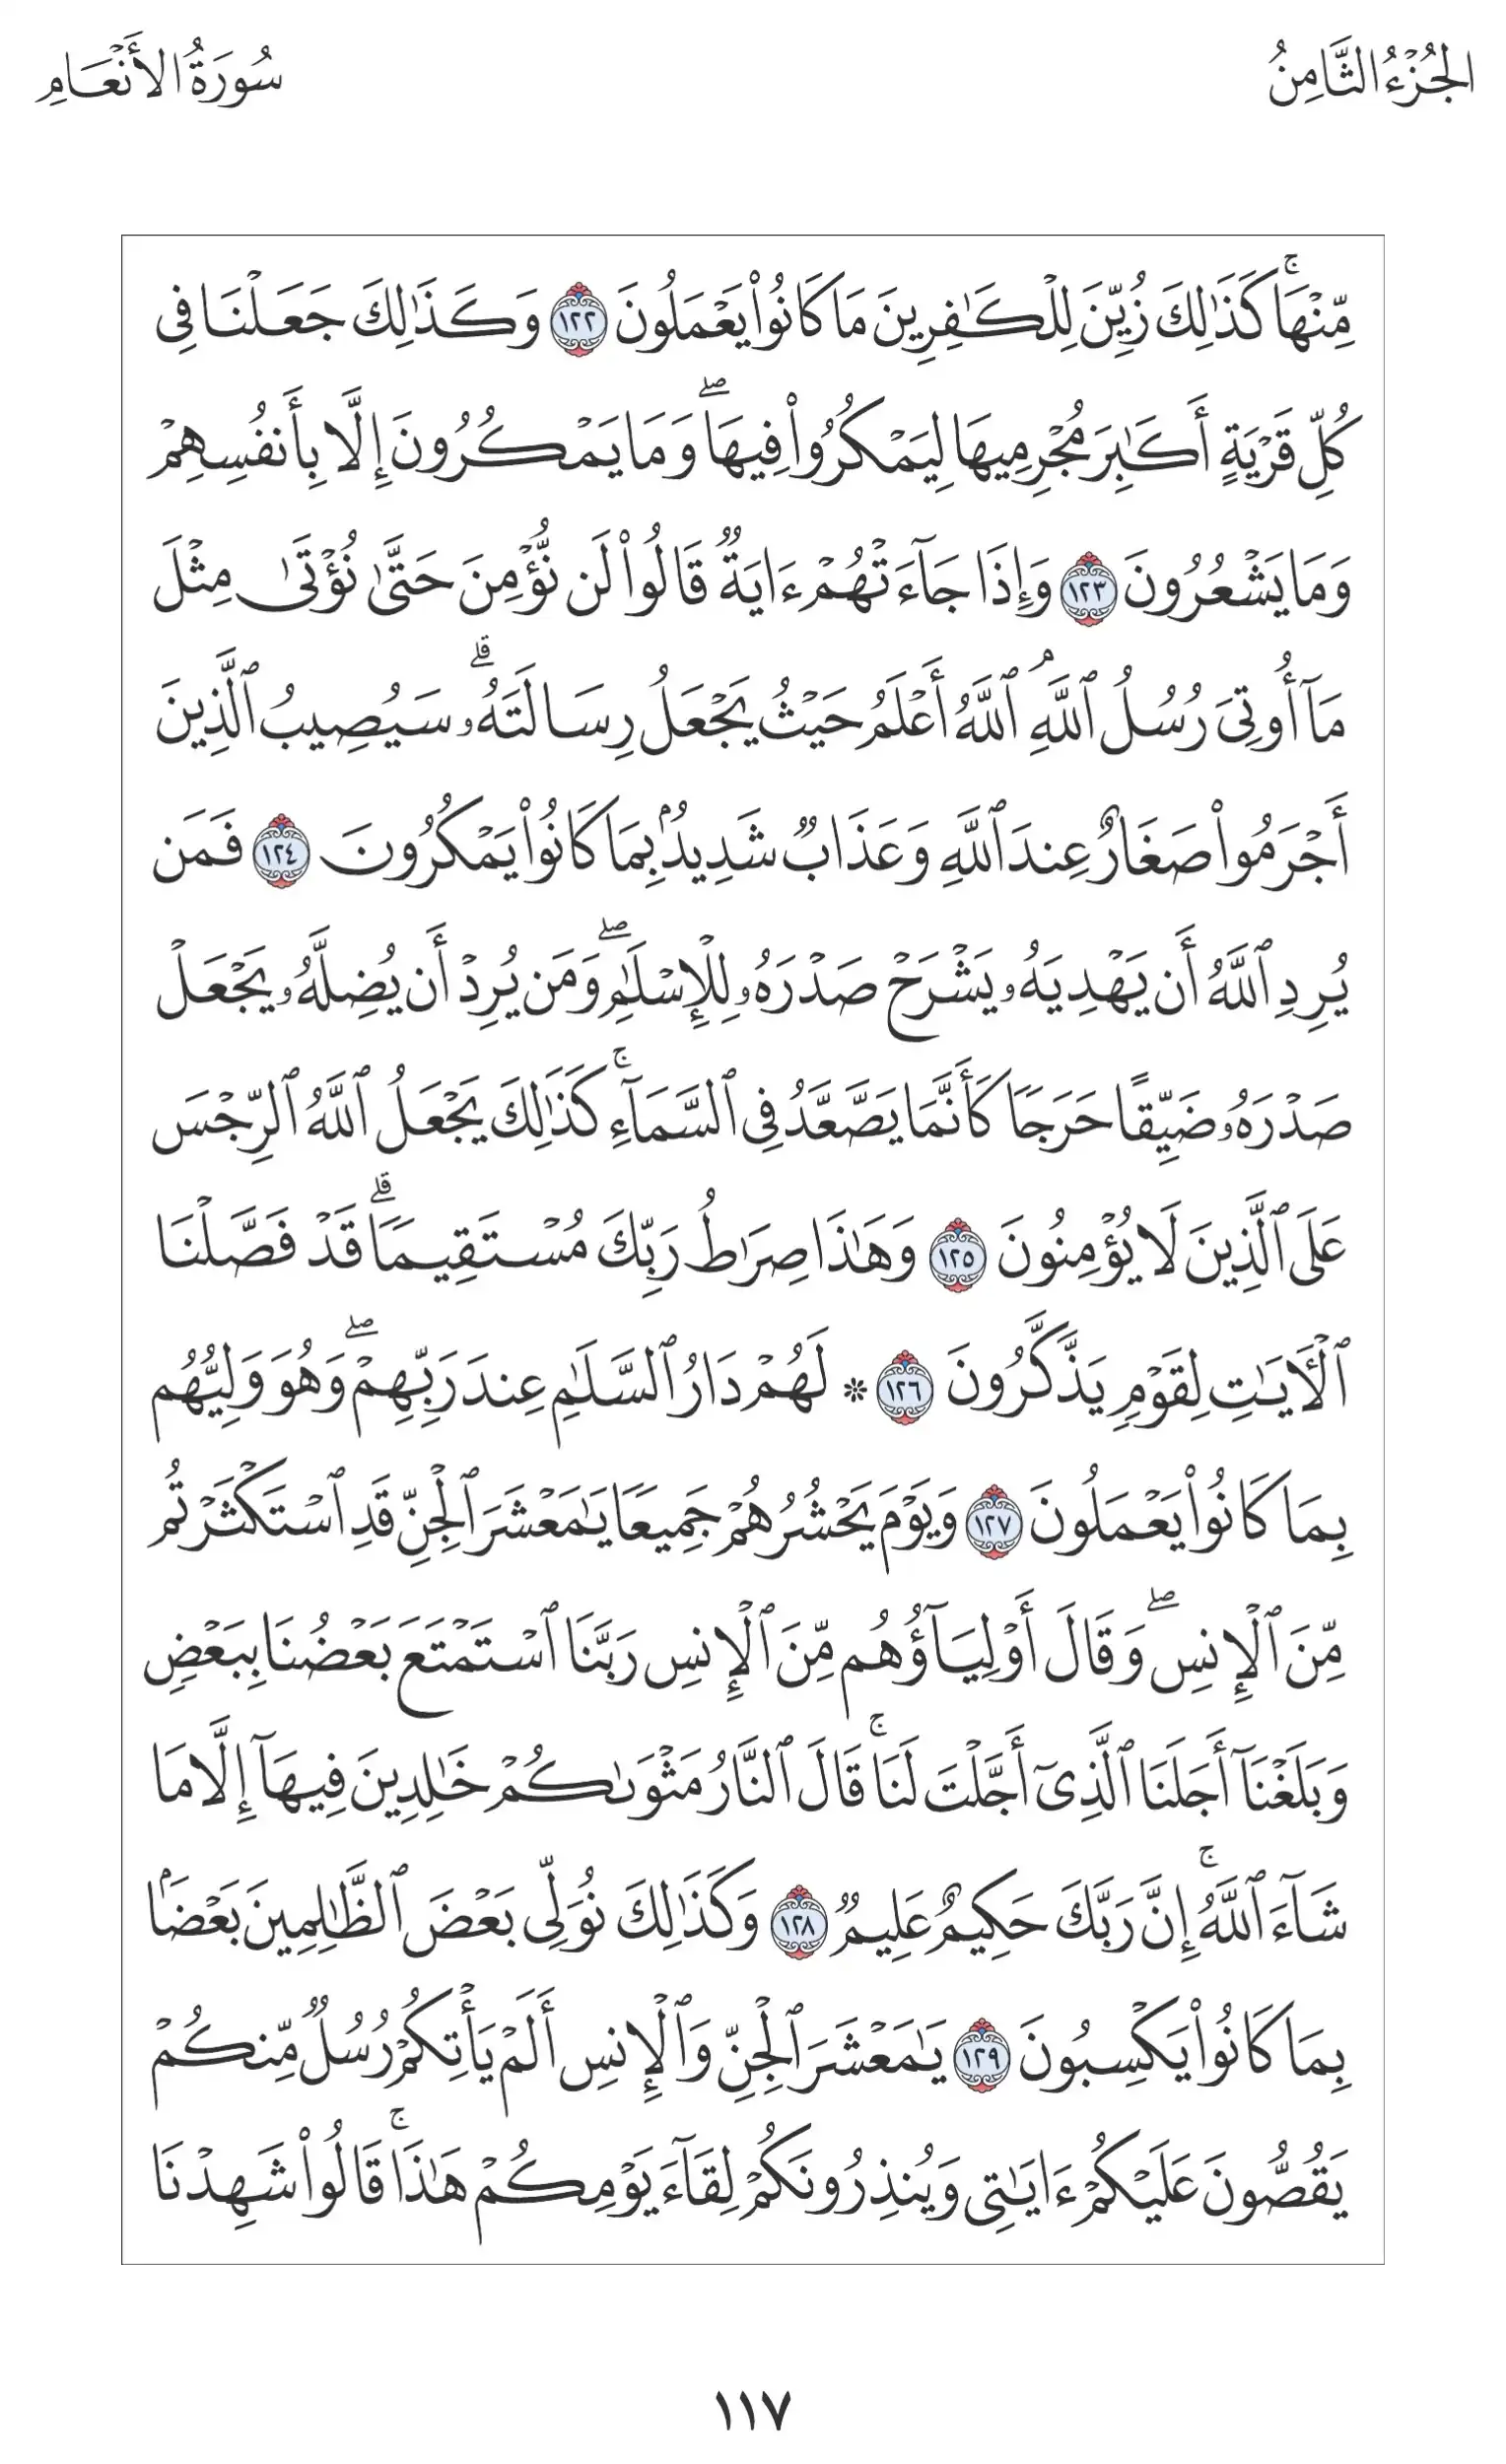 الجُزْءُ الثَّامِنُ
سُورَةُ الأَنْعَامِ
مِّنْهَاۚ كَذَٰلِكَ زُيِّنَ لِلْكَٰفِرِينَ مَا كَانُوا۟ يَعْمَلُونَ ١٢٢ وَكَذَٰلِكَ جَعَلْنَا فِى
كُلِّ قَرْيَةٍ أَكَٰبِرَ مُجْرِمِيهَا لِيَمْكُرُوا۟ فِيهَاۖ وَمَا يَمْكُرُونَ إِلَّا بِأَنفُسِهِمْ
وَمَا يَشْعُرُونَ ١٢٣ وَإِذَا جَآءَتْهُمْ ءَايَةٌ قَالُوا۟ لَن نُّؤْمِنَ حَتَّىٰ نُؤْتَىٰ مِثْلَ
مَآ أُوتِىَ رُسُلُ ٱللَّهِۘ ٱللَّهُ أَعْلَمُ حَيْثُ يَجْعَلُ رِسَالَتَهُۥۗ سَيُصِيبُ ٱلَّذِينَ
أَجْرَمُوا۟ صَغَارٌ عِندَ ٱللَّهِ وَعَذَابٌ شَدِيدٌۢ بِمَا كَانُوا۟ يَمْكُرُونَ ١٢٤ فَمَن
يُرِدِ ٱللَّهُ أَن يَهْدِيَهُۥ يَشْرَحْ صَدْرَهُۥ لِلْإِسْلَٰمِۖ وَمَن يُرِدْ أَن يُضِلَّهُۥ يَجْعَلْ
صَدْرَهُۥ ضَيِّقًا حَرَجًا كَأَنَّمَا يَصَّعَّدُ فِى ٱلسَّمَآءِۚ كَذَٰلِكَ يَجْعَلُ ٱللَّهُ ٱلرِّجْسَ
عَلَى ٱلَّذِينَ لَا يُؤْمِنُونَ ١٢٥ وَهَٰذَا صِرَٰطُ رَبِّكَ مُسْتَقِيمًاۗ قَدْ فَصَّلْنَا
ٱلْءَايَٰتِ لِقَوْمٍ يَذَّكَّرُونَ ١٢٦ * لَهُمْ دَارُ ٱلسَّلَٰمِ عِندَ رَبِّهِمْۖ وَهُوَ وَلِيُّهُم
بِمَا كَانُوا۟ يَعْمَلُونَ ١٢٧ وَيَوْمَ يَحْشُرُهُمْ جَمِيعًا يَٰمَعْشَرَ ٱلْجِنِّ قَدِ ٱسْتَكْثَرْتُم
مِّنَ ٱلْإِنسِۖ وَقَالَ أَوْلِيَآؤُهُم مِّنَ ٱلْإِنسِ رَبَّنَا ٱسْتَمْتَعَ بَعْضُنَا بِبَعْضٍ
وَبَلَغْنَآ أَجَلَنَا ٱلَّذِىٓ أَجَّلْتَ لَنَاۚ قَالَ ٱلنَّارُ مَثْوَىٰكُمْ خَٰلِدِينَ فِيهَآ إِلَّا مَا
شَآءَ ٱللَّهُۚ إِنَّ رَبَّكَ حَكِيمٌ عَلِيمٌ ١٢٨ وَكَذَٰلِكَ نُوَلِّى بَعْضَ ٱلظَّٰلِمِينَ بَعْضًۢا
بِمَا كَانُوا۟ يَكْسِبُونَ ١٢٩ يَٰمَعْشَرَ ٱلْجِنِّ وَٱلْإِنسِ أَلَمْ يَأْتِكُمْ رُسُلٌ مِّنكُمْ
يَقُصُّونَ عَلَيْكُمْ ءَايَٰتِى وَيُنذِرُونَكُمْ لِقَآءَ يَوْمِكُمْ هَٰذَاۚ قَالُوا۟ شَهِدْنَا
١١٧